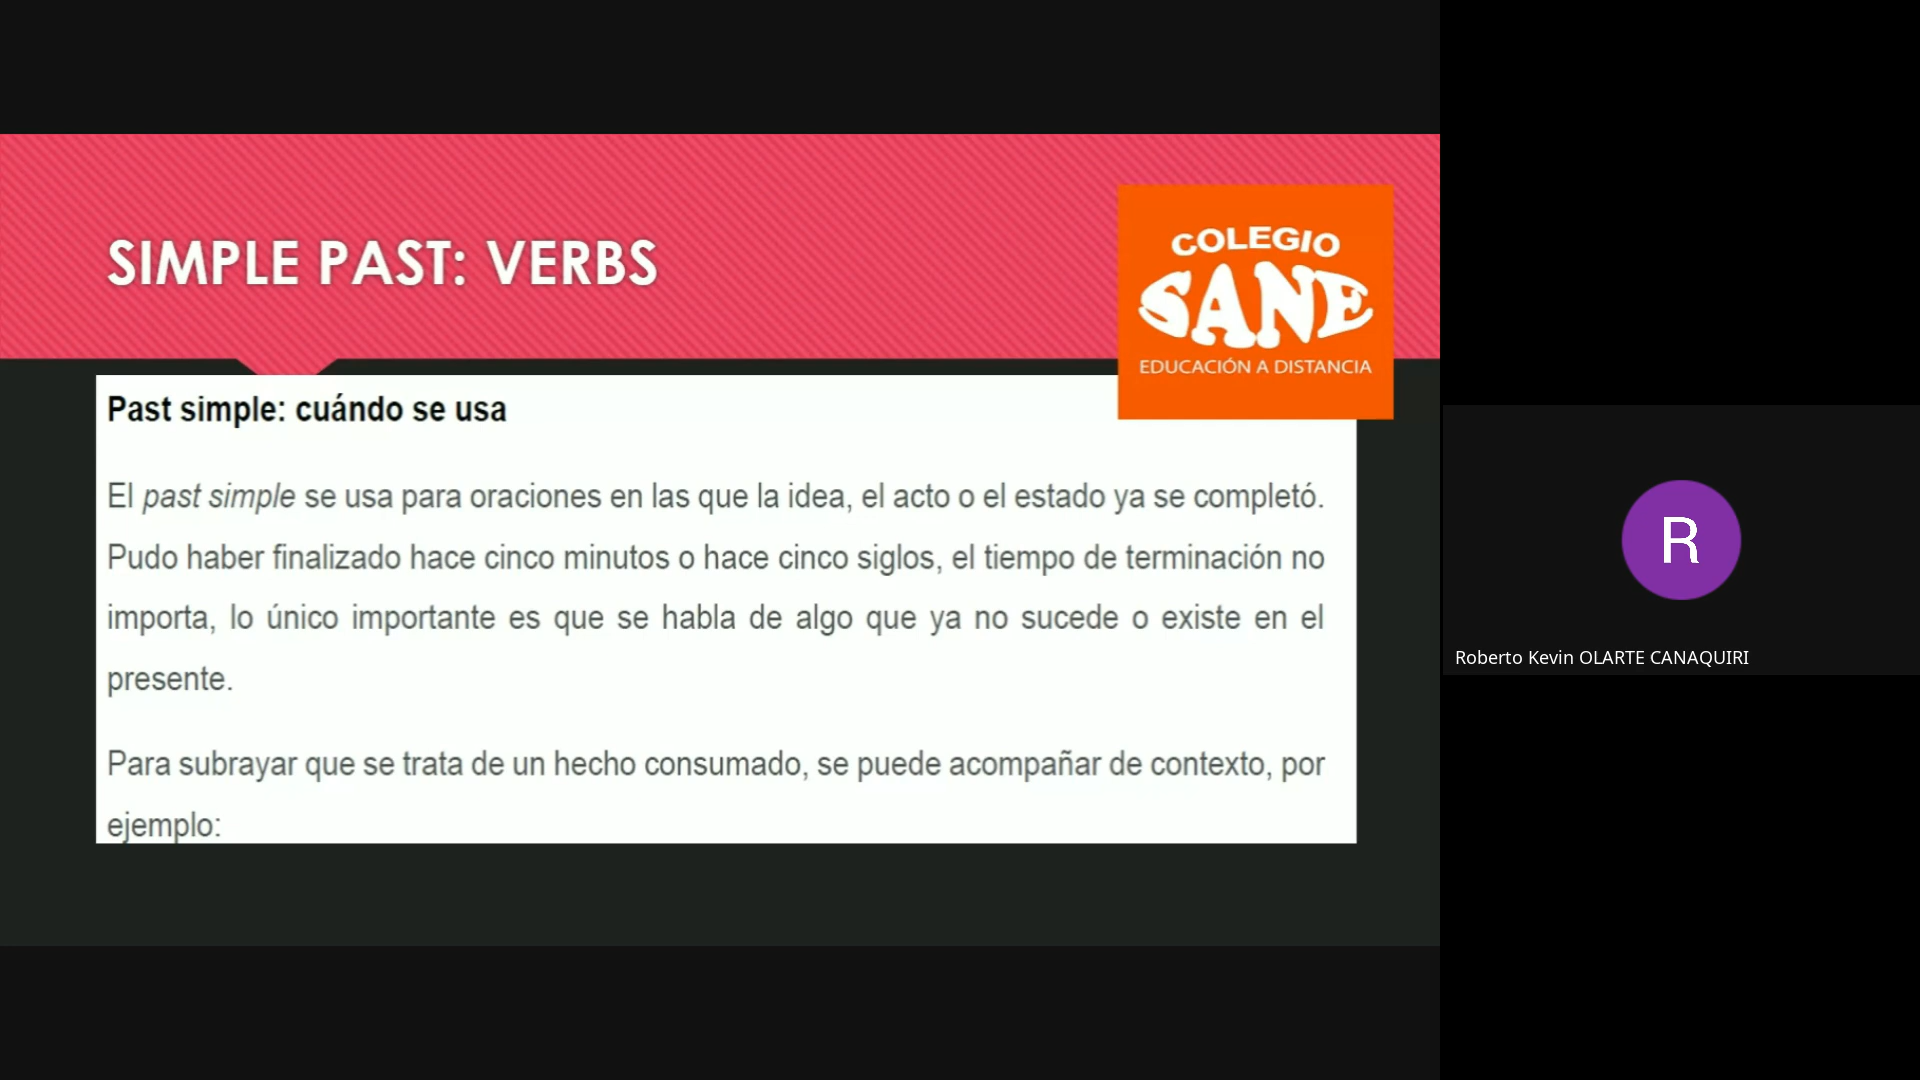 SIMPLE PAST: VERBS
COLEGIO
SANE
EDUCACIÓN A DISTANCIA
Past simple: cuándo se usa
El past simple se usa para oraciones en las que la idea, el acto o el estado ya se completó.
Pudo haber finalizado hace cinco minutos o hace cinco siglos, el tiempo de terminación no
importa, lo único importante es que se habla de algo que ya no sucede o existe en el
presente.
Para subrayar que se trata de un hecho consumado, se puede acompañar de contexto, por
ejemplo:
R
Roberto Kevin OLARTE CANAQUIRI